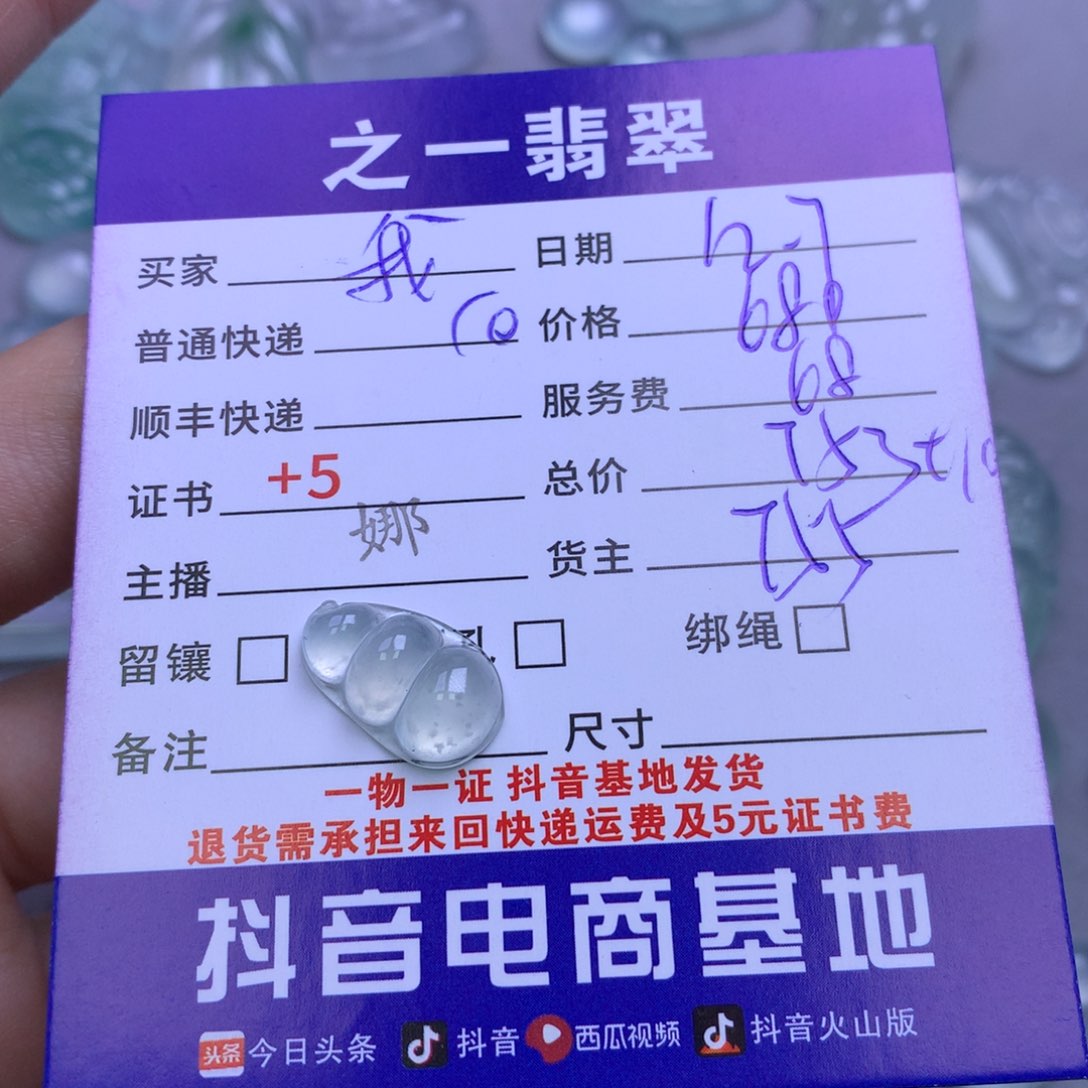 之一翡翠
买家 我 日期
普通快递 10 价格 680
顺丰快递 服务费 68
证书 +5 总价 753+10
主播 娜 货主
留镶 孔 绑绳
备注 尺寸
一物一证 抖音基地发货
退货需承担来回快递运费及5元证书费
抖音电商基地
头条 今日头条 抖音 西瓜视频 抖音火山版